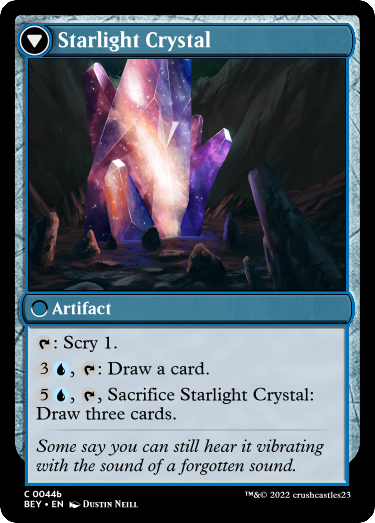 Starlight Crystal
Artifact
: Scry 1.
3 , : Draw a card.
5 , , Sacrifice Starlight Crystal:
Draw three cards.
Some say you can still hear it vibrating
with the sound of a forgotten sound.
C 0044b
BEY • EN Dustin Neill
™&© 2022 crushcastles23